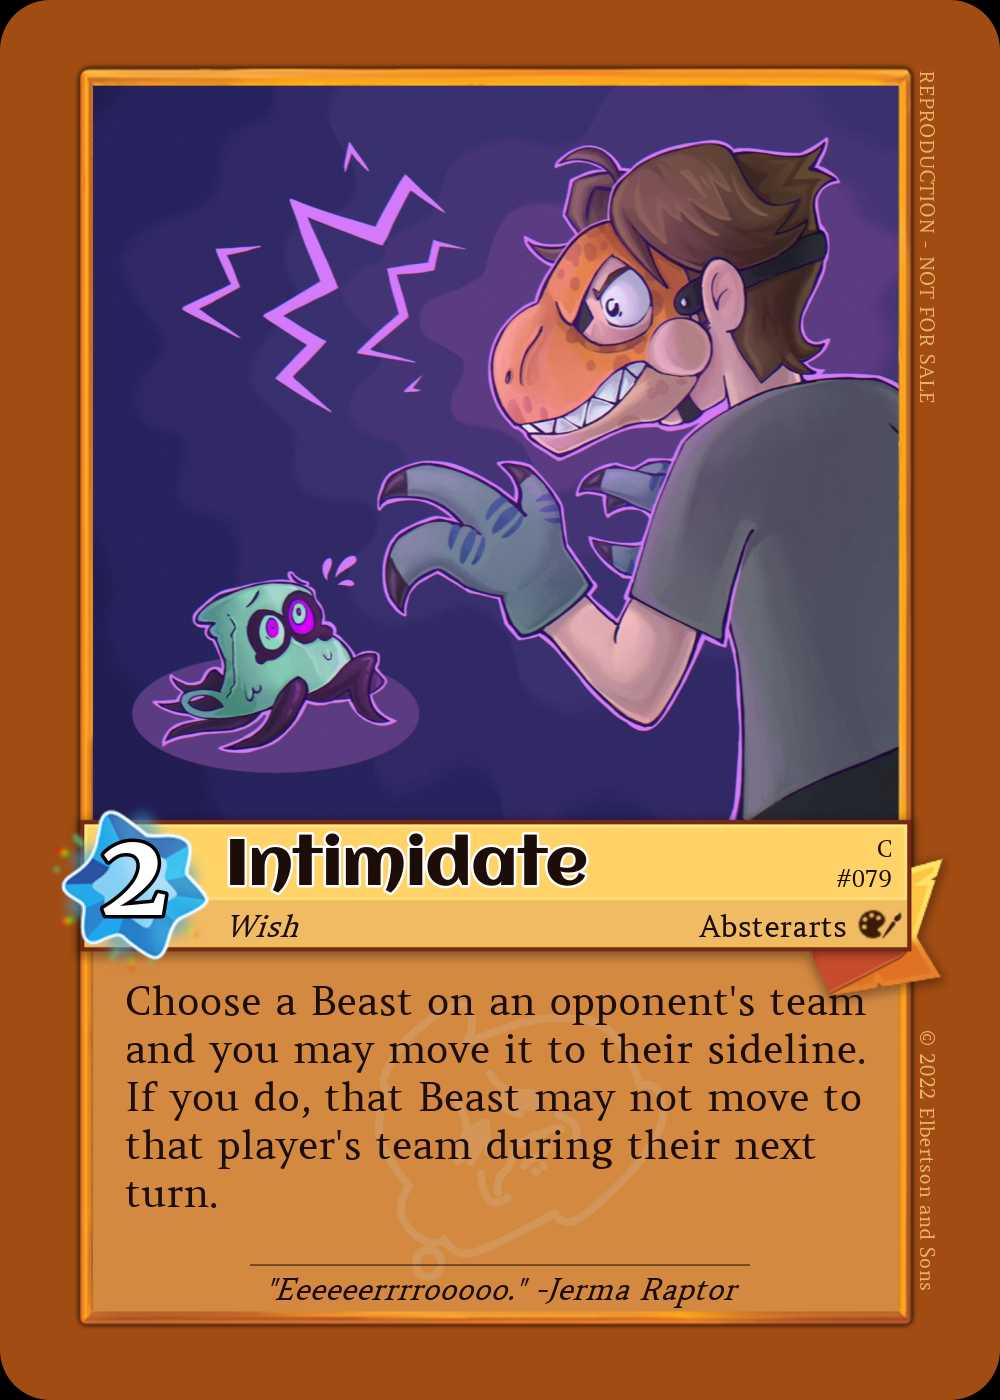 REPRODUCTION - NOT FOR SALE
2
Intimidate
C
#079
Wish
Absterarts
Choose a Beast on an opponent's team
and you may move it to their sideline.
If you do, that Beast may not move to
that player's team during their next
turn.
"Eeeeeerrrrooooo." -Jerma Raptor
© 2022 Elbertson and Sons